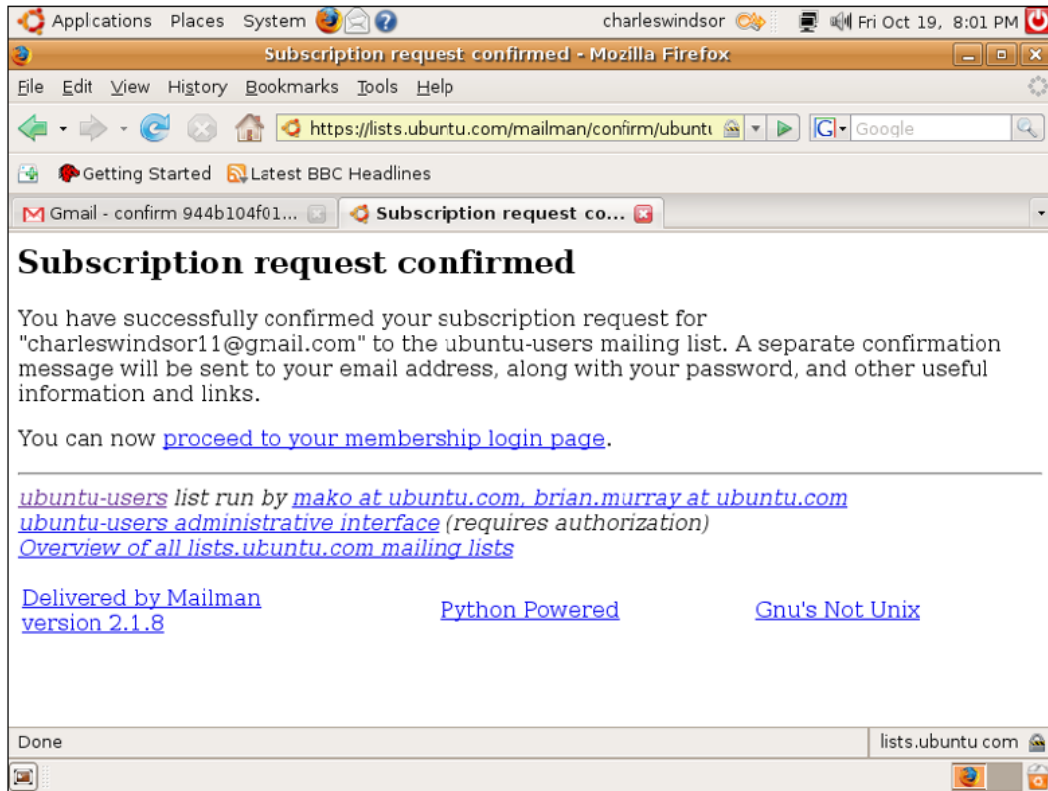 Applications Places System charleswindsor Fri Oct 19, 8:01 PM
Subscription request confirmed - Mozilla Firefox
File Edit View History Bookmarks Tools Help
https://lists.ubuntu.com/mailman/confirm/ubunt Google
Getting Started Latest BBC Headlines
Gmail - confirm 944b104f01... Subscription request co...
Subscription request confirmed
You have successfully confirmed your subscription request for
"charleswindsor11@gmail.com" to the ubuntu-users mailing list. A separate confirmation
message will be sent to your email address, along with your password, and other useful
information and links.
You can now proceed to your membership login page.
ubuntu-users list run by mako at ubuntu.com, brian.murray at ubuntu.com
ubuntu-users administrative interface (requires authorization)
Overview of all lists.ubuntu.com mailing lists
Delivered by Mailman
version 2.1.8
Python Powered
Gnu's Not Unix
Done lists.ubuntu.com